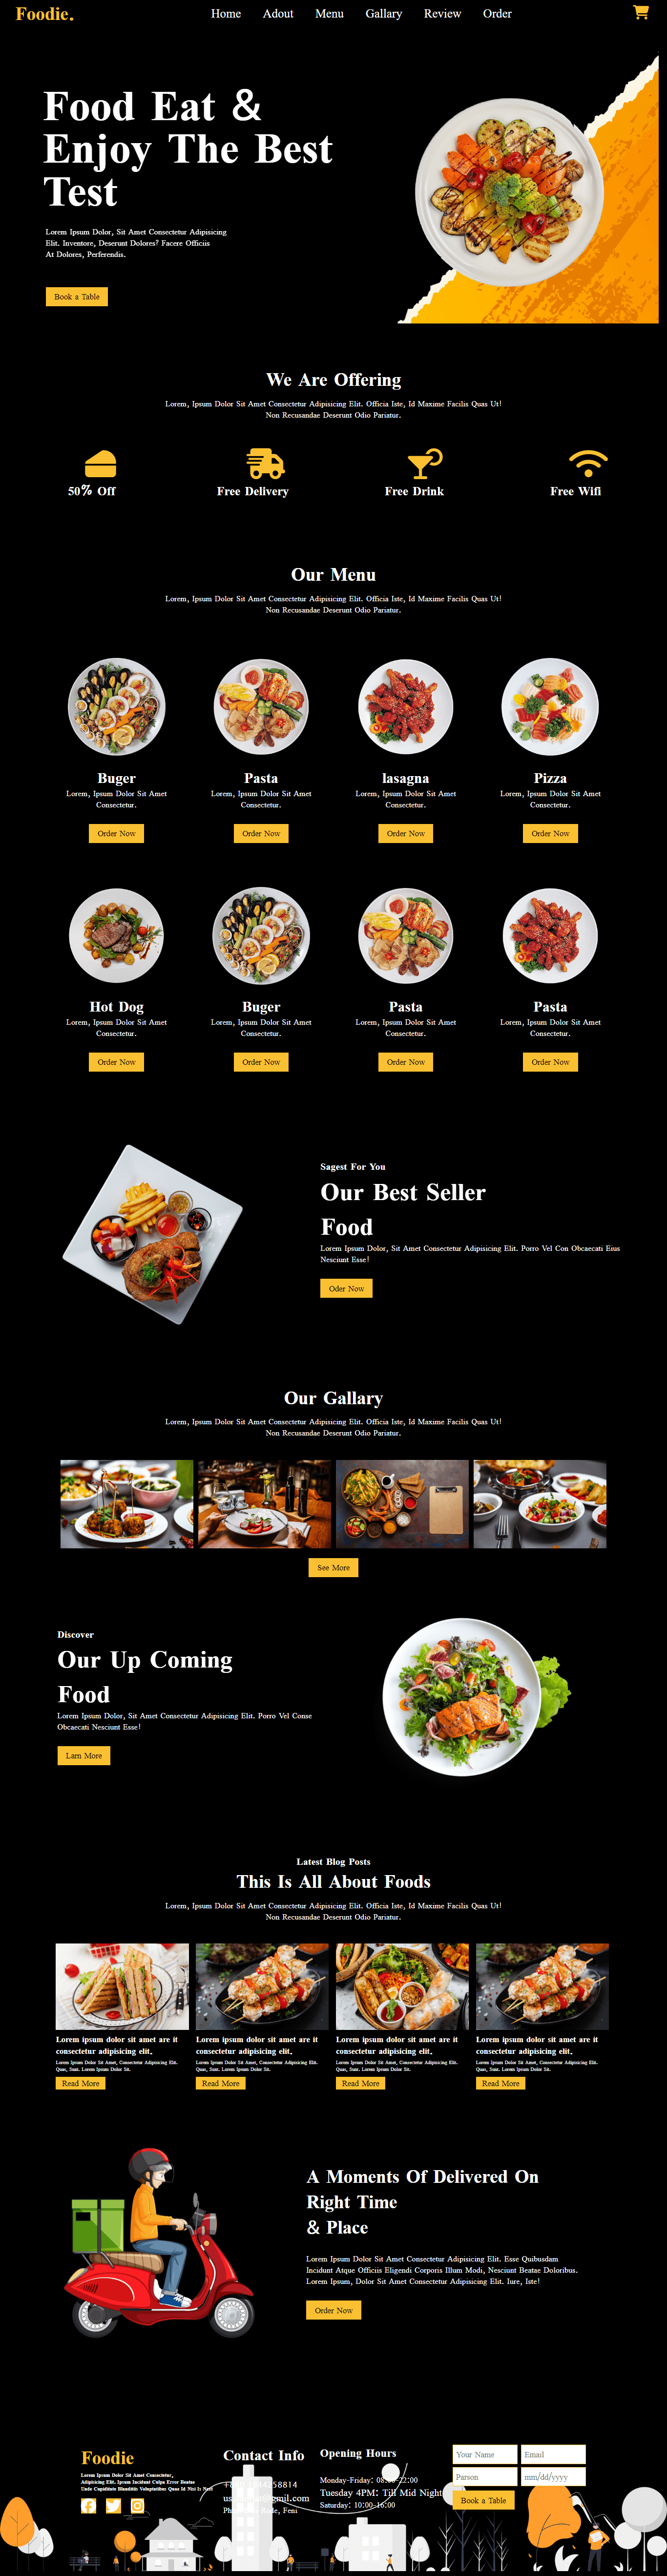 Foodie.
Home Adout Menu Gallary Review Order
Food Eat &
Enjoy The Best
Test
Lorem Ipsum Dolor, Sit Amet Consectetur Adipisicing
Elit. Inventore, Deserunt Dolores? Facere Officiis
At Dolores, Perferendis.
Book a Table
We Are Offering
Lorem, Ipsum Dolor Sit Amet Consectetur Adipisicing Elit. Officia Iste, Id Maxime Facilis Quas Ut!
Non Recusandae Deserunt Odio Pariatur.
50% Off
Free Delivery
Free Drink
Free Wifi
Our Menu
Lorem, Ipsum Dolor Sit Amet Consectetur Adipisicing Elit. Officia Iste, Id Maxime Facilis Quas Ut!
Non Recusandae Deserunt Odio Pariatur.
Buger
Lorem, Ipsum Dolor Sit Amet
Consectetur.
Order Now
Pasta
Lorem, Ipsum Dolor Sit Amet
Consectetur.
Order Now
lasagna
Lorem, Ipsum Dolor Sit Amet
Consectetur.
Order Now
Pizza
Lorem, Ipsum Dolor Sit Amet
Consectetur.
Order Now
Hot Dog
Lorem, Ipsum Dolor Sit Amet
Consectetur.
Order Now
Buger
Lorem, Ipsum Dolor Sit Amet
Consectetur.
Order Now
Pasta
Lorem, Ipsum Dolor Sit Amet
Consectetur.
Order Now
Pasta
Lorem, Ipsum Dolor Sit Amet
Consectetur.
Order Now
Sagest For You
Our Best Seller
Food
Lorem Ipsum Dolor, Sit Amet Consectetur Adipisicing Elit. Porro Vel Con Obcaecati Eius
Nesciunt Esse!
Oder Now
Our Gallary
Lorem, Ipsum Dolor Sit Amet Consectetur Adipisicing Elit. Officia Iste, Id Maxime Facilis Quas Ut!
Non Recusandae Deserunt Odio Pariatur.
See More
Discover
Our Up Coming
Food
Lorem Ipsum Dolor, Sit Amet Consectetur Adipisicing Elit. Porro Vel Conse
Obcaecati Nesciunt Esse!
Larn More
Latest Blog Posts
This Is All About Foods
Lorem, Ipsum Dolor Sit Amet Consectetur Adipisicing Elit. Officia Iste, Id Maxime Facilis Quas Ut!
Non Recusandae Deserunt Odio Pariatur.
Lorem ipsum dolor sit amet are it
consectetur adipisicing elit.
Lorem Ipsum Dolor Sit Amet, Consectetur Adipisicing Elit.
Quas, Sunt. Lorem Ipsum Dolor Sit.
Read More
Lorem ipsum dolor sit amet are it
consectetur adipisicing elit.
Lorem Ipsum Dolor Sit Amet, Consectetur Adipisicing Elit.
Quas, Sunt. Lorem Ipsum Dolor Sit.
Read More
Lorem ipsum dolor sit amet are it
consectetur adipisicing elit.
Lorem Ipsum Dolor Sit Amet, Consectetur Adipisicing Elit.
Quas, Sunt. Lorem Ipsum Dolor Sit.
Read More
Lorem ipsum dolor sit amet are it
consectetur adipisicing elit.
Lorem Ipsum Dolor Sit Amet, Consectetur Adipisicing Elit.
Quas, Sunt. Lorem Ipsum Dolor Sit.
Read More
A Moments Of Delivered On
Right Time
& Place
Lorem Ipsum Dolor Sit Amet Consectetur Adipisicing Elit. Esse Quibusdam
Incidunt Atque Officiis Eligendi Corporis Illum Modi, Nesciunt Beatae Doloribus.
Lorem Ipsum, Dolor Sit Amet Consectetur Adipisicing Elit. Iure, Iste!
Order Now
Foodie
Lorem Ipsum Dolor Sit Amet Consectetur,
Adipisicing Elit. Ipsum Incidunt Culpa Error Beatae
Unde Cupiditate Blanditiis Voluptatibus Quas Id Nisi Is Nam
Contact Info
Feni
Opening Hours
Monday-Friday: 08:00-22:00
Tuesday 4PM: Till Mid Night
Saturday: 10:00-16:00
Your Name
Email
Parson
mm/dd/yyyy
Book a Table